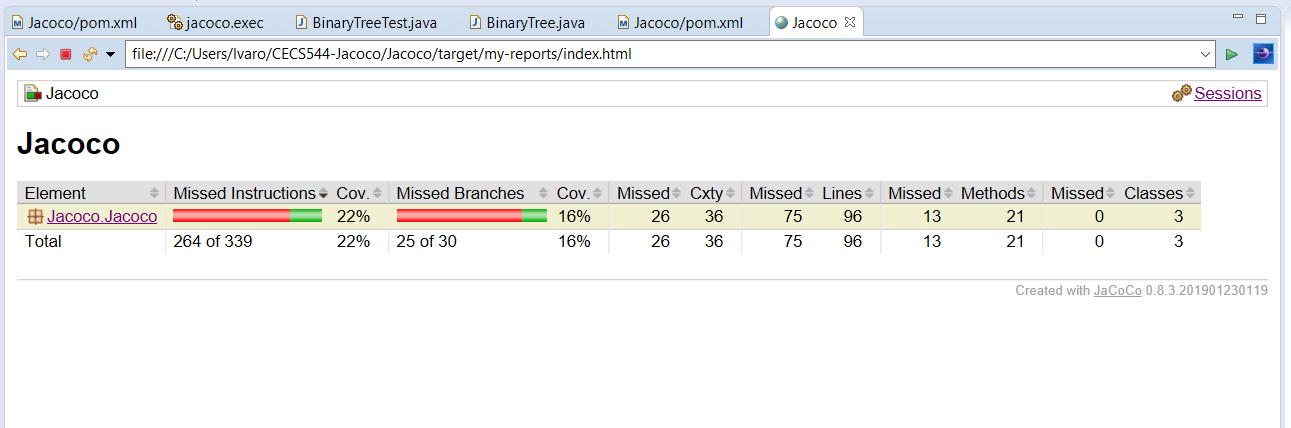 Jacoco/pom.xml jacoco.exec BinaryTreeTest.java BinaryTree.java Jacoco/pom.xml Jacoco
file:///C:/Users/lvaro/CECS544-Jacoco/Jacoco/target/my-reports/index.html
Jacoco Sessions
Jacoco
Element Missed Instructions Cov. Missed Branches Cov. Missed Cxty Missed Lines Missed Methods Missed Classes
Jacoco.Jacoco 22% 16% 26 36 75 96 13 21 0 3
Total 264 of 339 22% 25 of 30 16% 26 36 75 96 13 21 0 3
Created with JaCoCo 0.8.3.201901230119